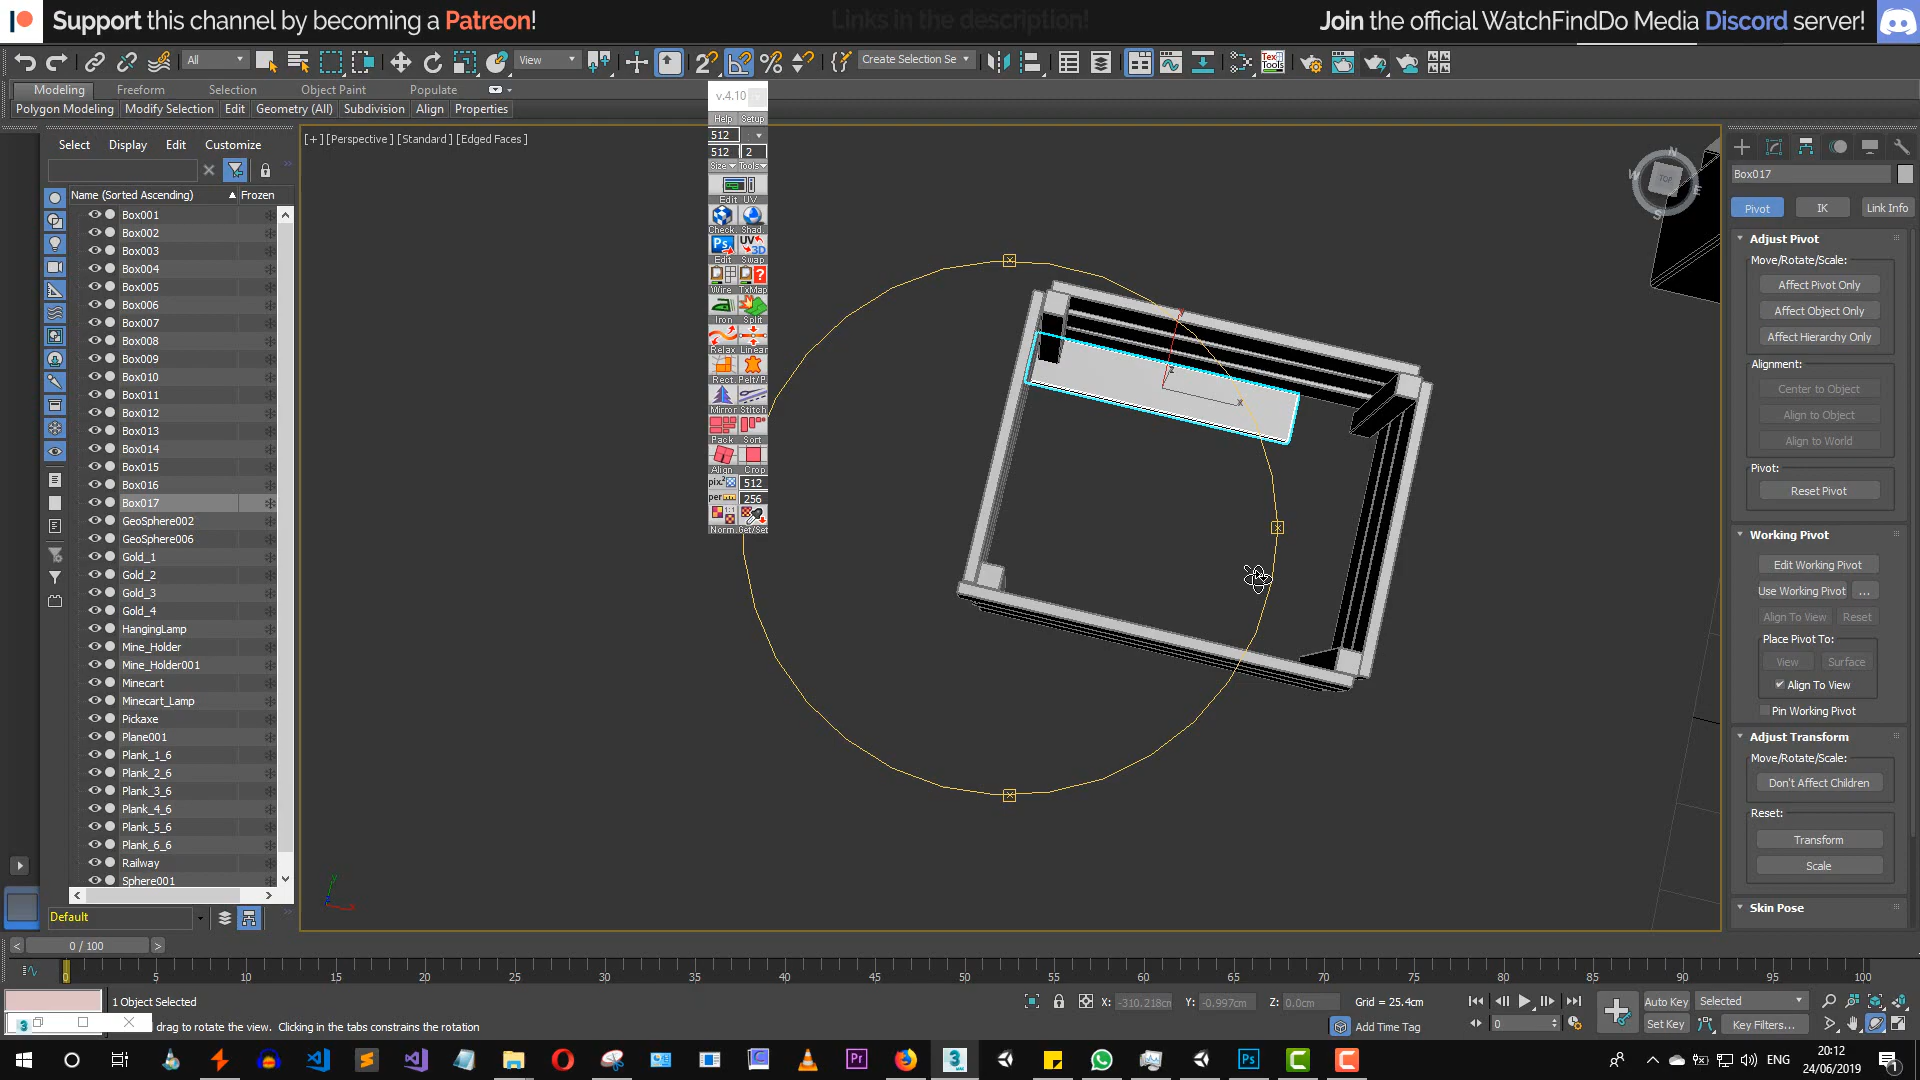 Support this channel by becoming a Patreon!
Links in the description!
Join the official WatchFindDo Media Discord server!
All
View
Create Selection Se
Modeling
Freeform
Selection
Object Paint
Populate
Polygon Modeling
Modify Selection
Edit
Geometry (All)
Subdivision
Align
Properties
v.4.10
Help Setup
512
512 2
Size Tools
Edit UV
Check. Shad.
Edit Swap
Wire TxMap
Iron Split
Relax Linear
Rect. Pelt/P.
Mirror Stitch
Pack Sort
Align Crop
pix.² 512
per 256
Norm. Get/Set
Select
Display
Edit
Customize
Name (Sorted Ascending)
Frozen
Box001
Box002
Box003
Box004
Box005
Box006
Box007
Box008
Box009
Box010
Box011
Box012
Box013
Box014
Box015
Box016
Box017
GeoSphere002
GeoSphere006
Gold_1
Gold_2
Gold_3
Gold_4
HangingLamp
Mine_Holder
Mine_Holder001
Minecart
Minecart_Lamp
Pickaxe
Plane001
Plank_1_6
Plank_2_6
Plank_3_6
Plank_4_6
Plank_5_6
Plank_6_6
Railway
Sphere001
Default
[+] [Perspective] [Standard] [Edged Faces]
TOP
N
W
E
S
x
z
y
Box017
Pivot
IK
Link Info
Adjust Pivot
Move/Rotate/Scale:
Affect Pivot Only
Affect Object Only
Affect Hierarchy Only
Alignment:
Center to Object
Align to Object
Align to World
Pivot:
Reset Pivot
Working Pivot
Edit Working Pivot
Use Working Pivot ...
Align To View Reset
Place Pivot To:
View Surface
Align To View
Pin Working Pivot
Adjust Transform
Move/Rotate/Scale:
Don't Affect Children
Reset:
Transform
Scale
Skin Pose
0 / 100
0 5 10 15 20 25 30 35 40 45 50 55 60 65 70 75 80 85 90 95 100
1 Object Selected
drag to rotate the view. Clicking in the tabs constrains the rotation
X: -310.218cm
Y: -0.997cm
Z: 0.0cm
Grid = 25.4cm
Add Time Tag
0
Auto Key
Selected
Set Key
Key Filters...
ENG
20:12
24/06/2019